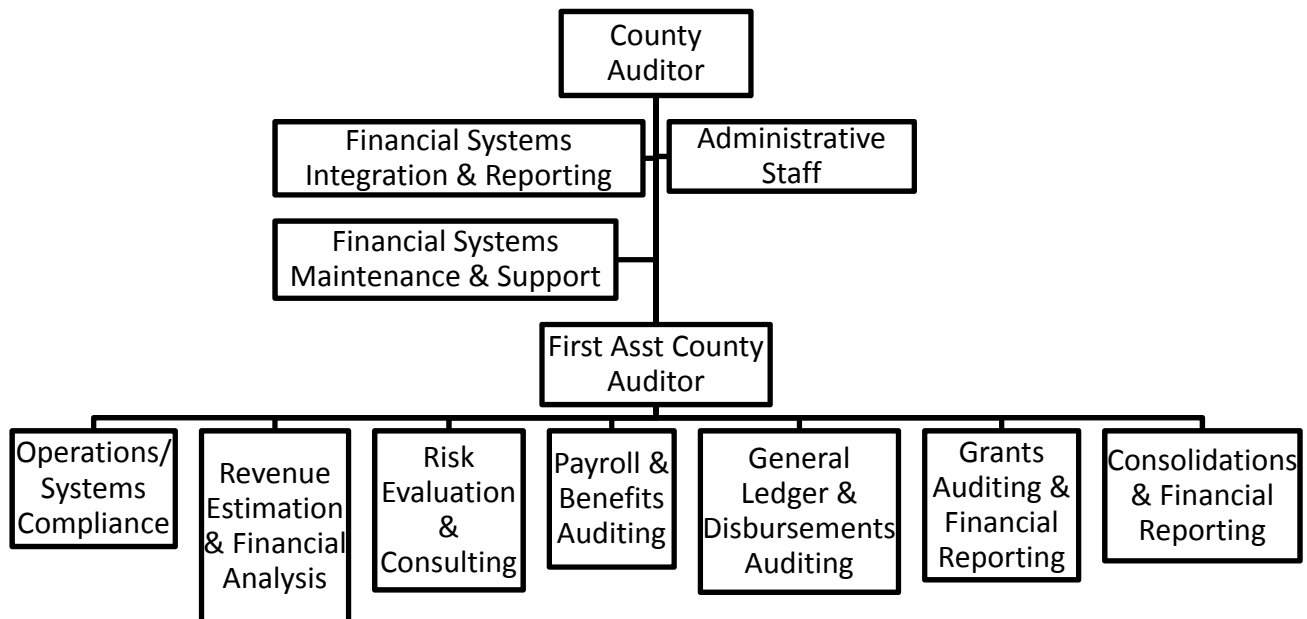 County
Auditor
Financial Systems
Integration & Reporting
Administrative
Staff
Financial Systems
Maintenance & Support
First Asst County
Auditor
Operations/
Systems
Compliance
Revenue
Estimation
& Financial
Analysis
Risk
Evaluation
&
Consulting
Payroll &
Benefits
Auditing
General
Ledger &
Disbursements
Auditing
Grants
Auditing &
Financial
Reporting
Consolidations
& Financial
Reporting